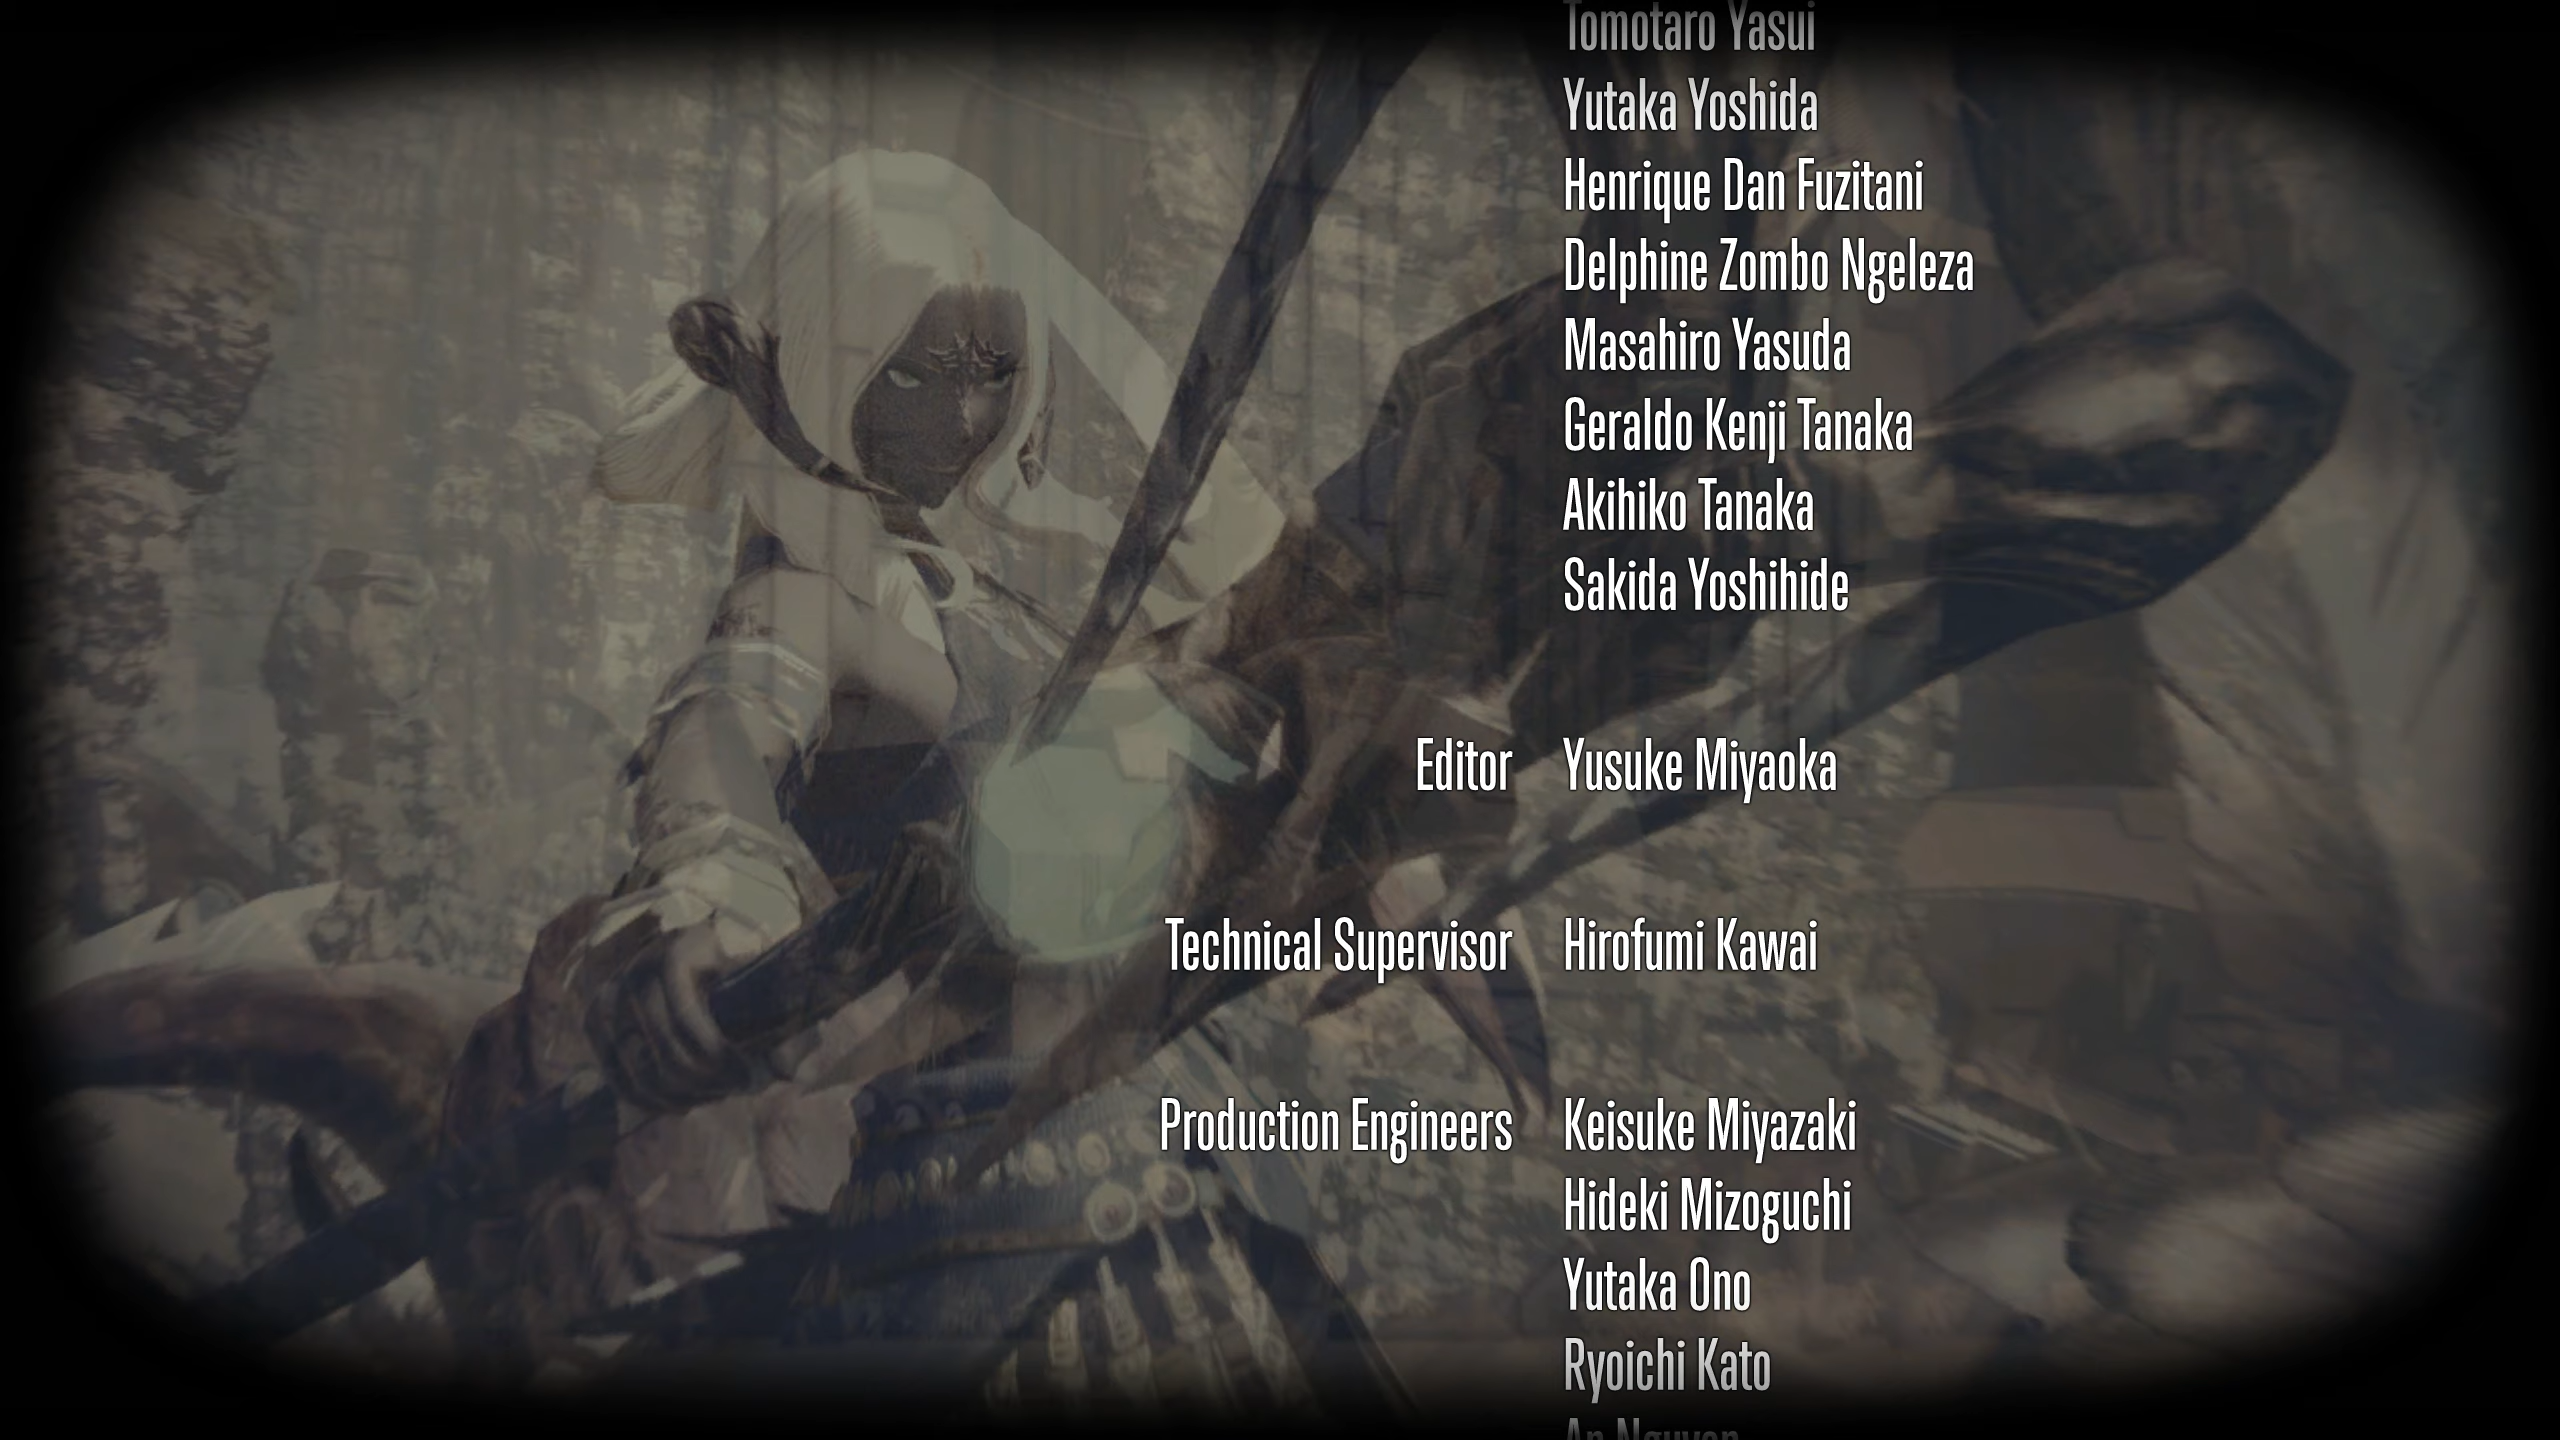 Tomotaro Yasui
Yutaka Yoshida
Henrique Dan Fuzitani
Delphine Zombo Ngeleza
Masahiro Yasuda
Geraldo Kenji Tanaka
Akihiko Tanaka
Sakida Yoshihide
Editor Yusuke Miyaoka
Technical Supervisor Hirofumi Kawai
Production Engineers Keisuke Miyazaki
Hideki Mizoguchi
Yutaka Ono
Ryoichi Kato